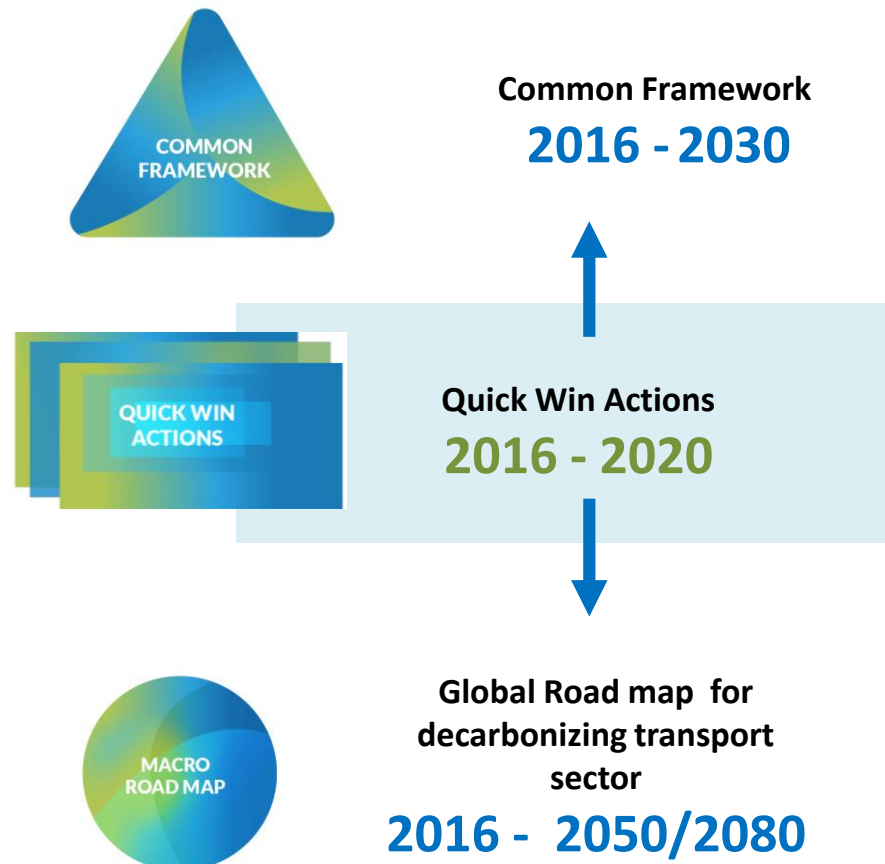 COMMON
FRAMEWORK
Common Framework
2016 - 2030
QUICK WIN
ACTIONS
Quick Win Actions
2016 - 2020
MACRO
ROAD MAP
Global Road map for
decarbonizing transport
sector
2016 - 2050/2080